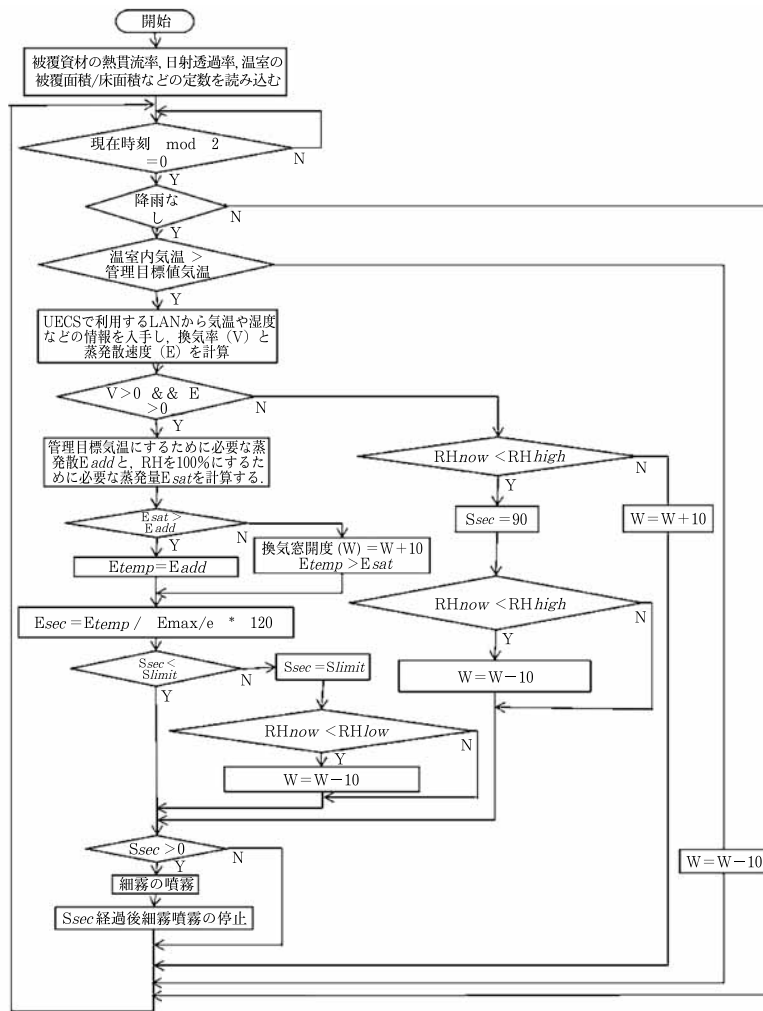 開始
被覆資材の熱貫流率,日射透過率,温室の
被覆面積/床面積などの定数を読み込む
現在時刻 mod 2
=0
N
Y
降雨な
し
N
Y
温室内気温 >
管理目標値気温
Y
UECSで利用するLANから気温や湿度
などの情報を入手し, 換気率（V）と
蒸発散速度（E）を計算
V>0 && E
>0
N
Y
管理目標気温にするために必要な蒸
発散Eaddと, RHを100%にするた
めに必要な蒸発量Esatを計算する.
RHnow<RHhigh
N
Y
Esat>
Eadd
N
Y
Ssec=90
W=W+10
換気窓開度(W)=W+10
Etemp>Esat
Etemp=Eadd
RHnow<RHhigh
N
Y
Esec=Etemp/ Emax/e * 120
Ssec<
Slimit
N
Y
Ssec=Slimit
W=W-10
RHnow<RHlow
N
Y
W=W-10
Ssec>0
N
Y
W=W-10
細霧の噴霧
Ssec経過後細霧噴霧の停止